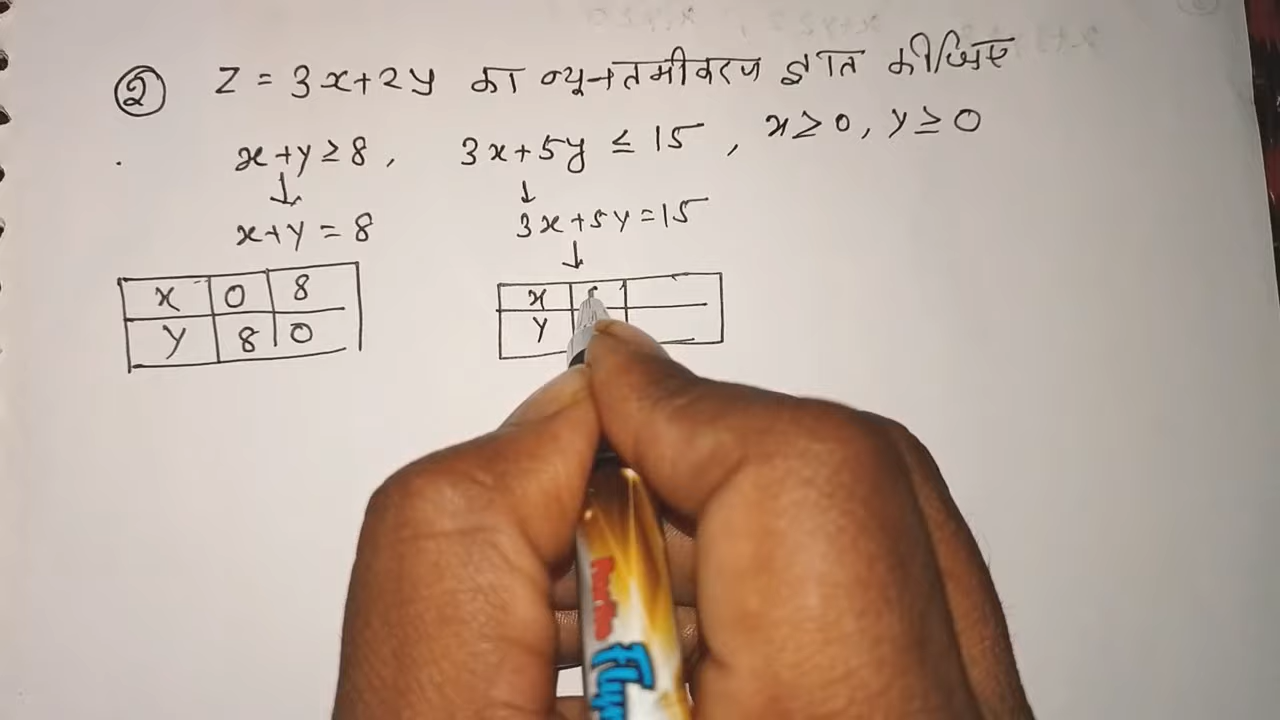 ② Z = 3x+2y का न्यूनतमीकरण ज्ञात कीजिए
x+y≥8, 3x+5y ≤ 15, x≥0, y≥0
↓ ↓
x+y=8 3x+5y=15
↓
x 0 8
y 8 0
x
y